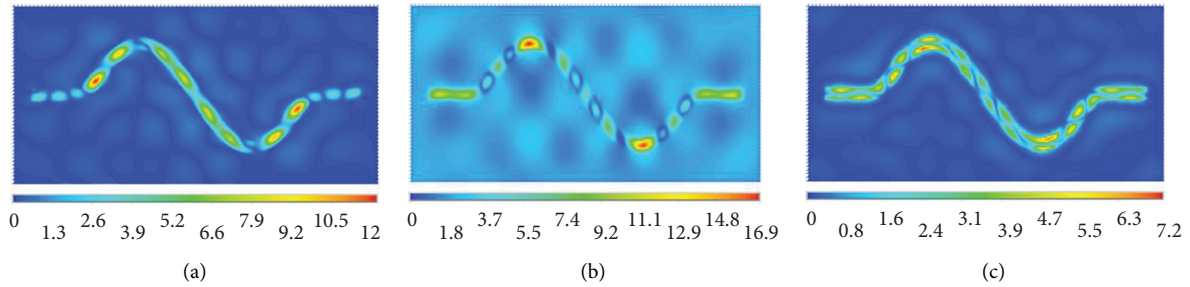 0 2.6 5.2 7.9 10.5
1.3 3.9 6.6 9.2 12
(a)
0 3.7 7.4 11.1 14.8
1.8 5.5 9.2 12.9 16.9
(b)
0 1.6 3.1 4.7 6.3
0.8 2.4 3.9 5.5 7.2
(c)